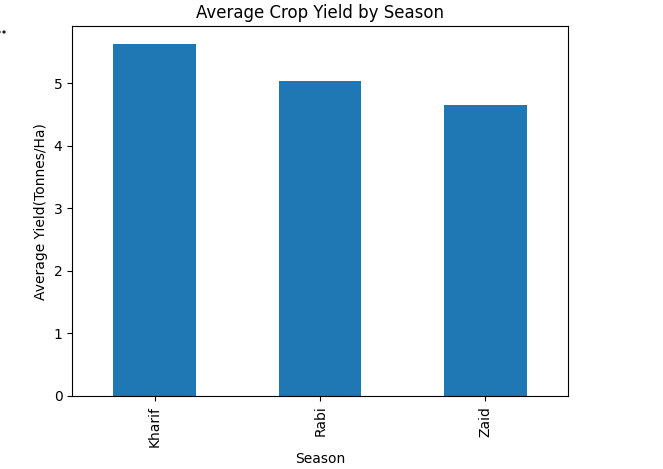 Average Crop Yield by Season
Average Yield(Tonnes/Ha)
5
4
3
2
1
0
Kharif
Rabi
Zaid
Season